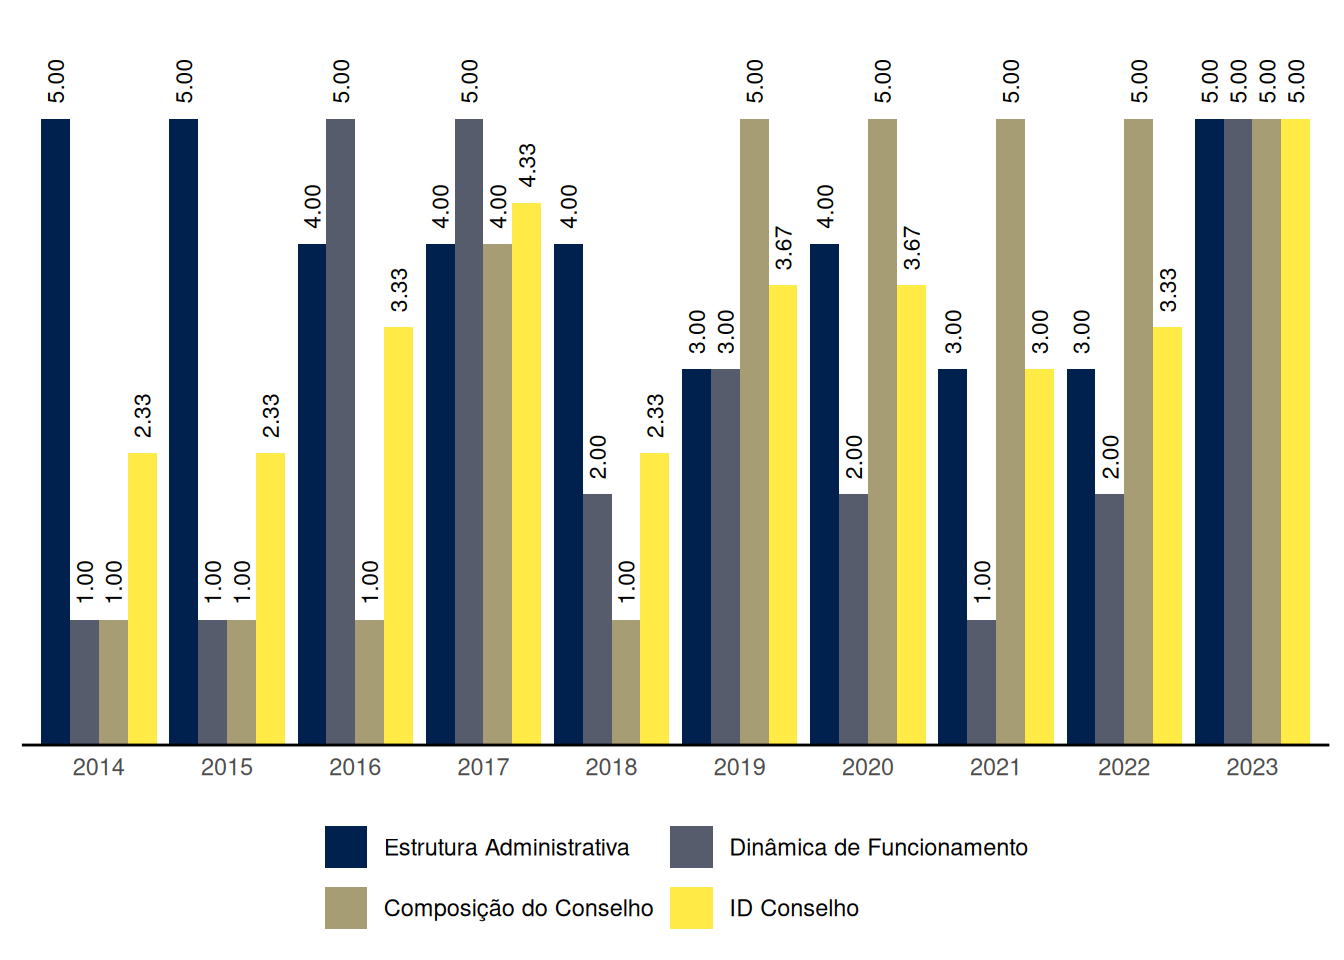 5.00 1.00 1.00 2.33
5.00 1.00 1.00 2.33
4.00 5.00 1.00 3.33
4.00 5.00 4.00 4.33
4.00 2.00 1.00 2.33
3.00 3.00 5.00 3.67
4.00 2.00 5.00 3.67
3.00 1.00 5.00 3.00
3.00 2.00 5.00 3.33
5.00 5.00 5.00 5.00
2014 2015 2016 2017 2018 2019 2020 2021 2022 2023
Estrutura Administrativa Dinâmica de Funcionamento
Composição do Conselho ID Conselho